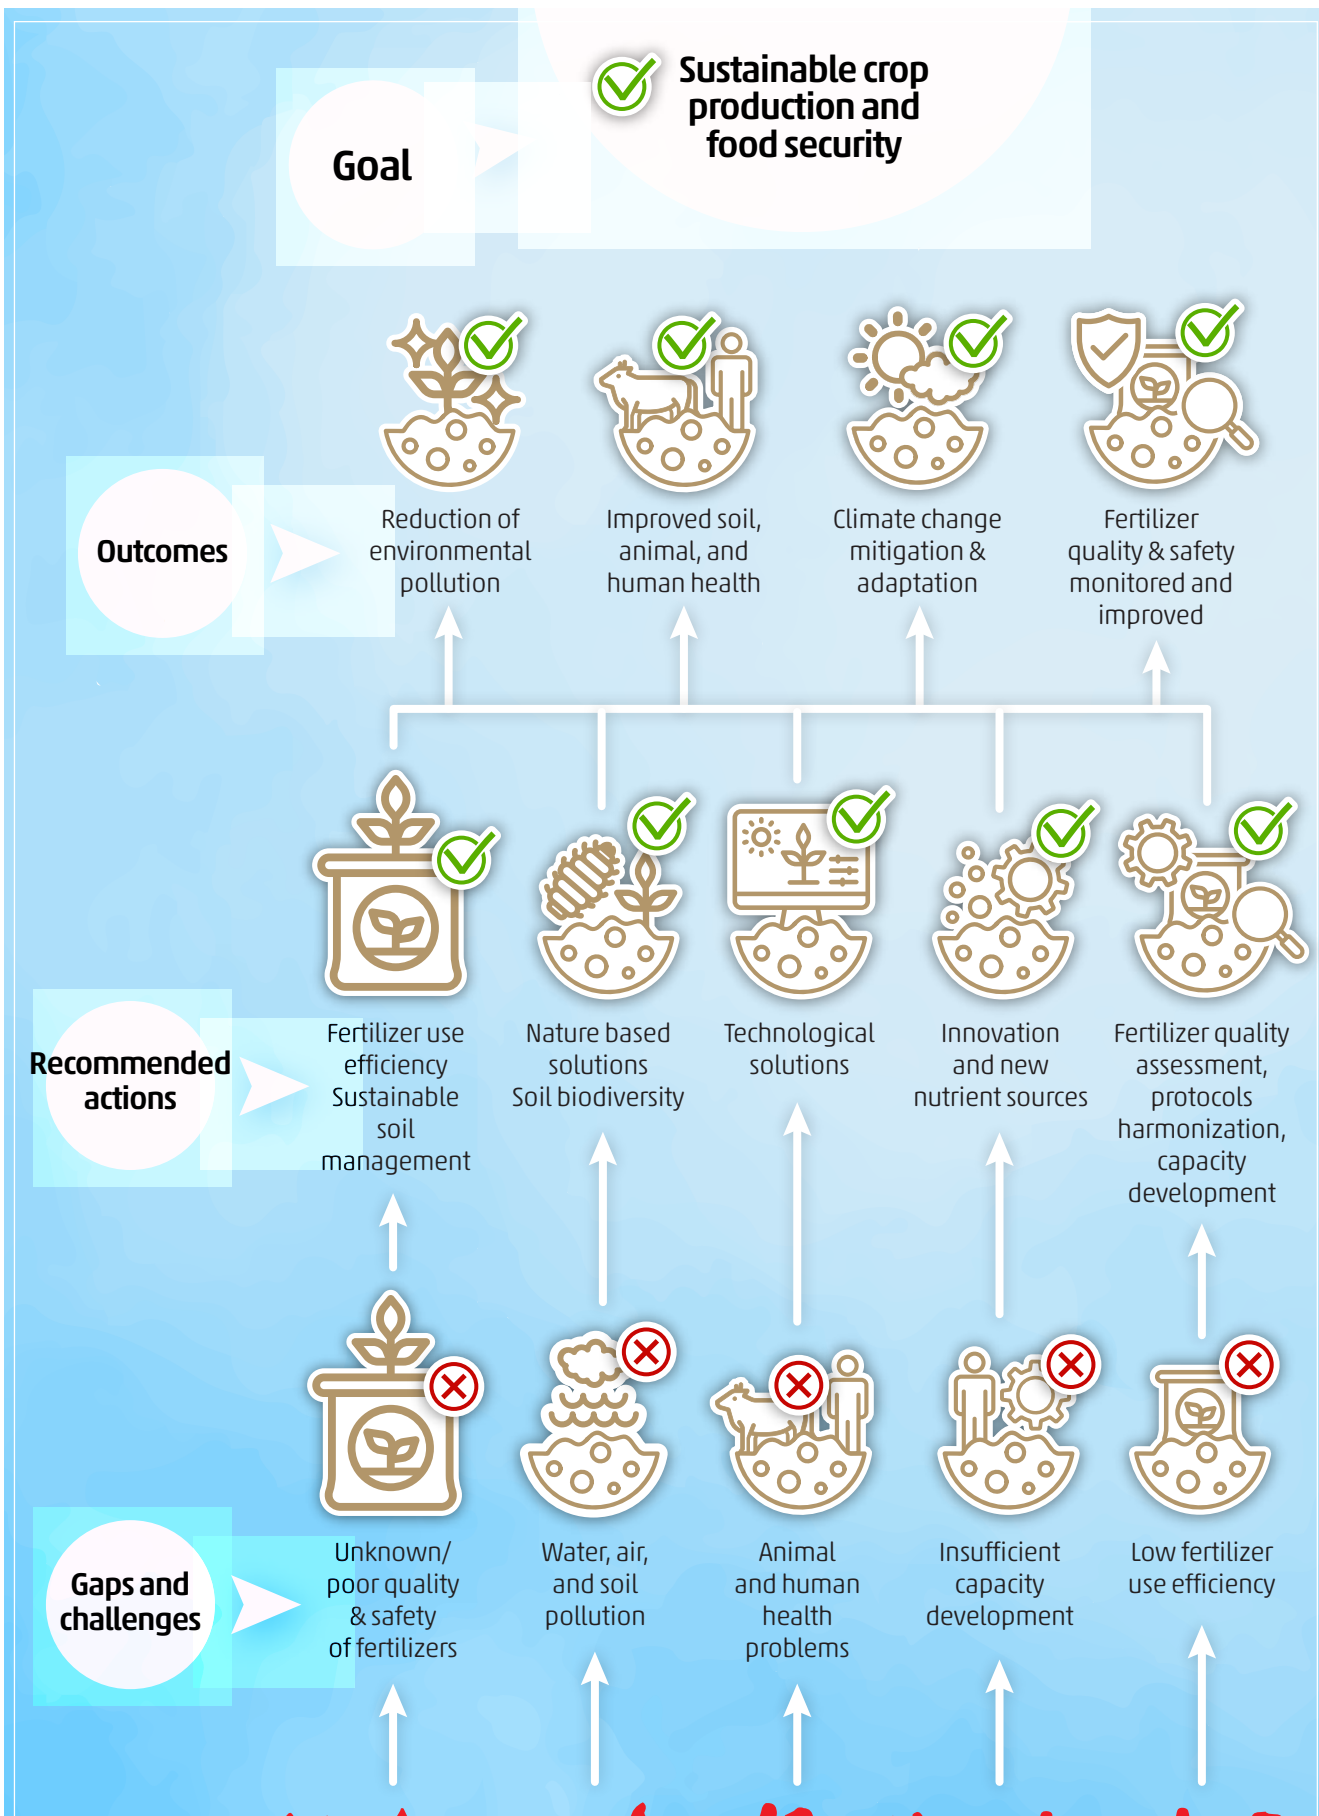 Sustainable crop
production and
food security
Goal
Outcomes
Reduction of
environmental
pollution
Improved soil,
animal, and
human health
Climate change
mitigation &
adaptation
Fertilizer
quality & safety
monitored and
improved
Recommended
actions
Fertilizer use
efficiency
Sustainable
soil
management
Nature based
solutions
Soil biodiversity
Technological
solutions
Innovation
and new
nutrient sources
Fertilizer quality
assessment,
protocols
harmonization,
capacity
development
Gaps and
challenges
Unknown/
poor quality
& safety
of fertilizers
Water, air,
and soil
pollution
Animal
and human
health
problems
Insufficient
capacity
development
Low fertilizer
use efficiency